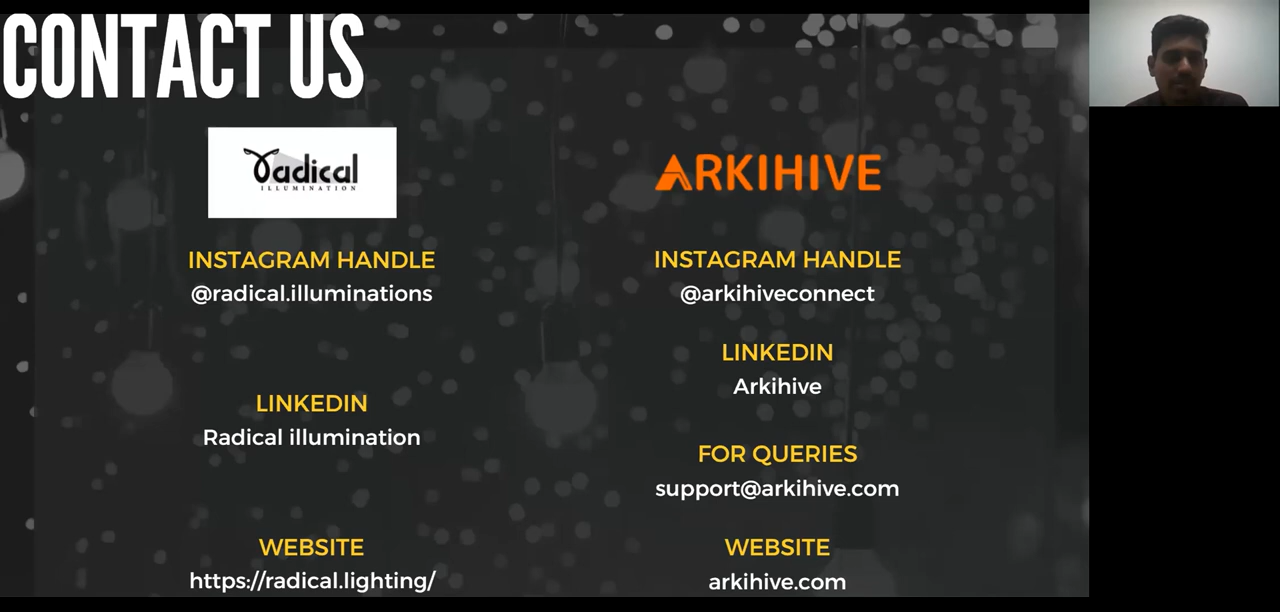 CONTACT US
radical
ILLUMINATION
INSTAGRAM HANDLE
@radical.illuminations
LINKEDIN
Radical illumination
WEBSITE
https://radical.lighting/
ARKIHIVE
INSTAGRAM HANDLE
@arkihiveconnect
LINKEDIN
Arkihive
FOR QUERIES
support@arkihive.com
WEBSITE
arkihive.com